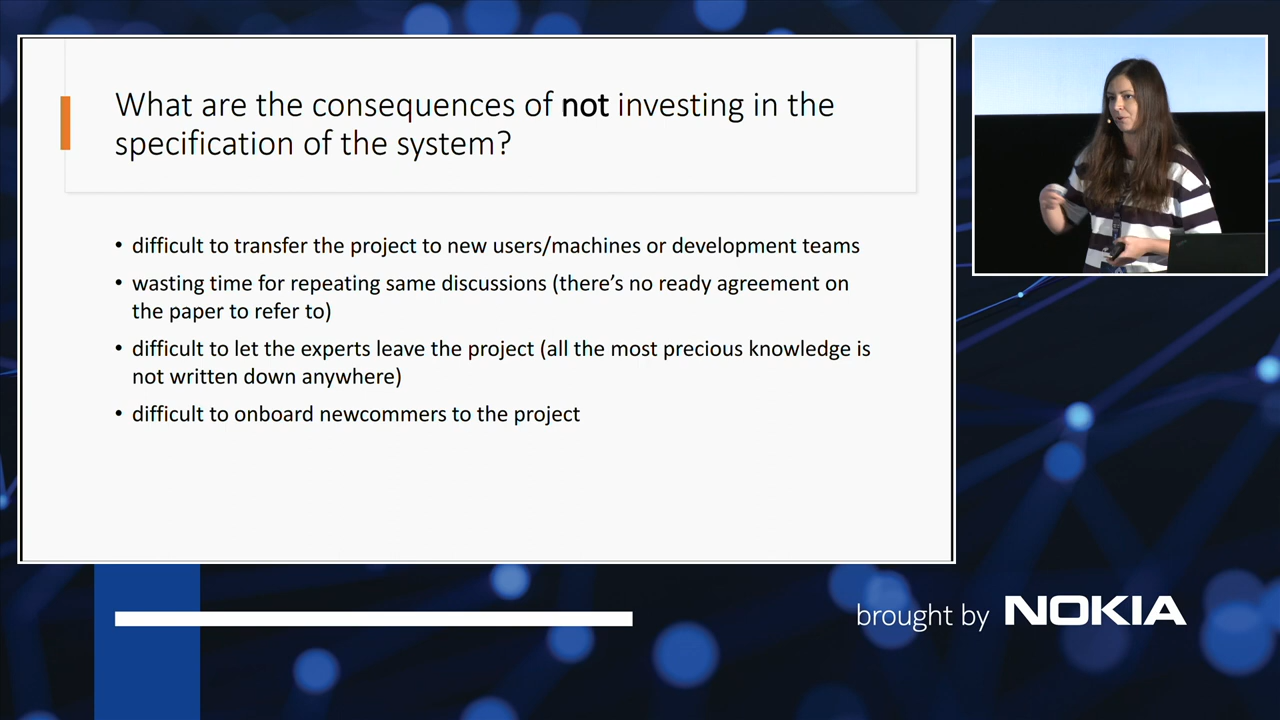 What are the consequences of not investing in the
specification of the system?
• difficult to transfer the project to new users/machines or development teams
• wasting time for repeating same discussions (there's no ready agreement on
the paper to refer to)
• difficult to let the experts leave the project (all the most precious knowledge is
not written down anywhere)
• difficult to onboard newcommers to the project
brought by NOKIA